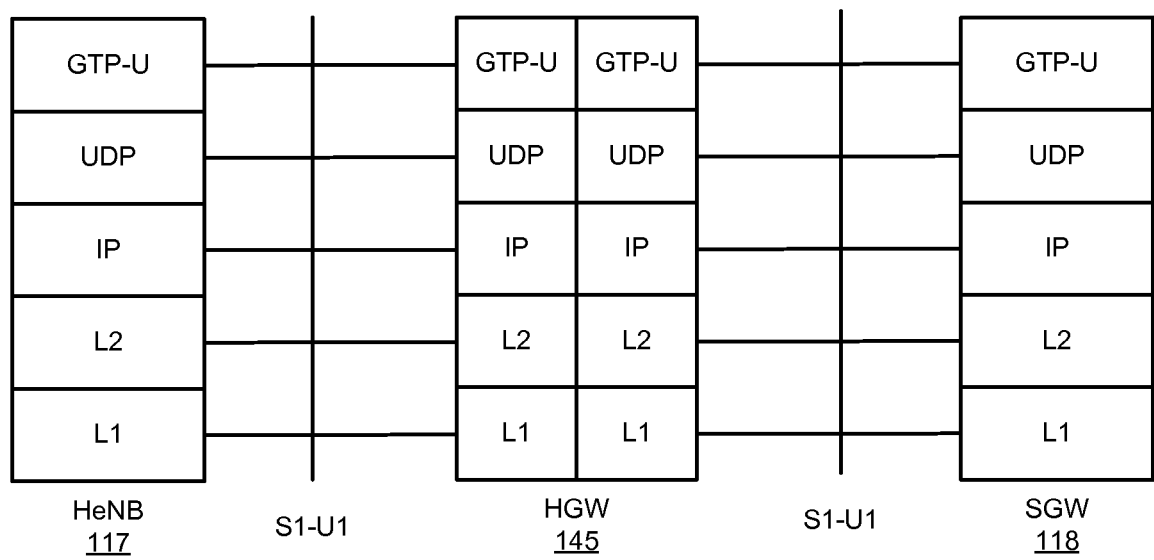 GTP-U GTP-U GTP-U GTP-U
UDP UDP UDP UDP
IP IP IP IP
L2 L2 L2 L2
L1 L1 L1 L1
HeNB
117
S1-U1
HGW
145
S1-U1
SGW
118